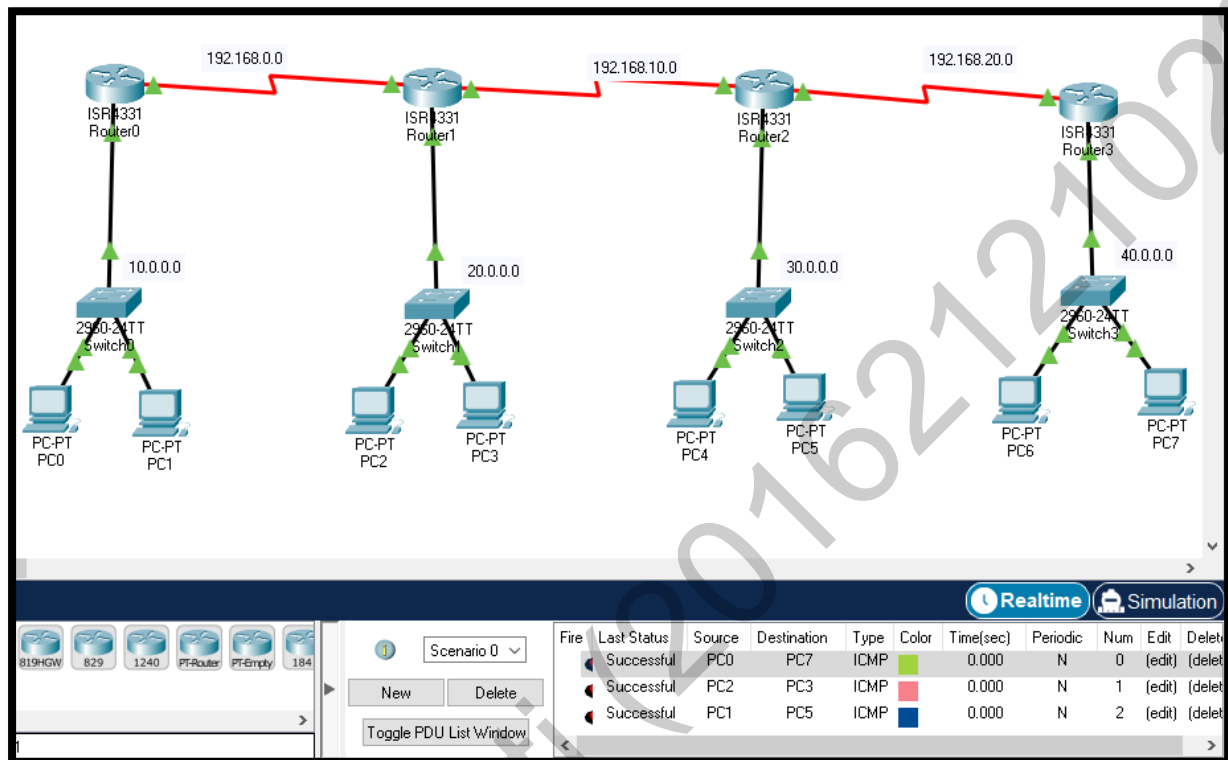 192.168.0.0
192.168.10.0
192.168.20.0
ISR4331
Router0
ISR4331
Router1
ISR4331
Router2
ISR4331
Router3
10.0.0.0
20.0.0.0
30.0.0.0
40.0.0.0
2960-24TT
Switch0
2960-24TT
Switch1
2960-24TT
Switch2
2960-24TT
Switch3
PC-PT
PC0
PC-PT
PC1
PC-PT
PC2
PC-PT
PC3
PC-PT
PC4
PC-PT
PC5
PC-PT
PC6
PC-PT
PC7
Realtime Simulation
819HGW 829 1240 PT-Router PT-Empty 184
Scenario 0
New Delete
Toggle PDU List Window
Fire Last Status Source Destination Type Color Time(sec) Periodic Num Edit Delet
Successful PC0 PC7 ICMP 0.000 N 0 (edit) (delet
Successful PC2 PC3 ICMP 0.000 N 1 (edit) (delet
Successful PC1 PC5 ICMP 0.000 N 2 (edit) (delet